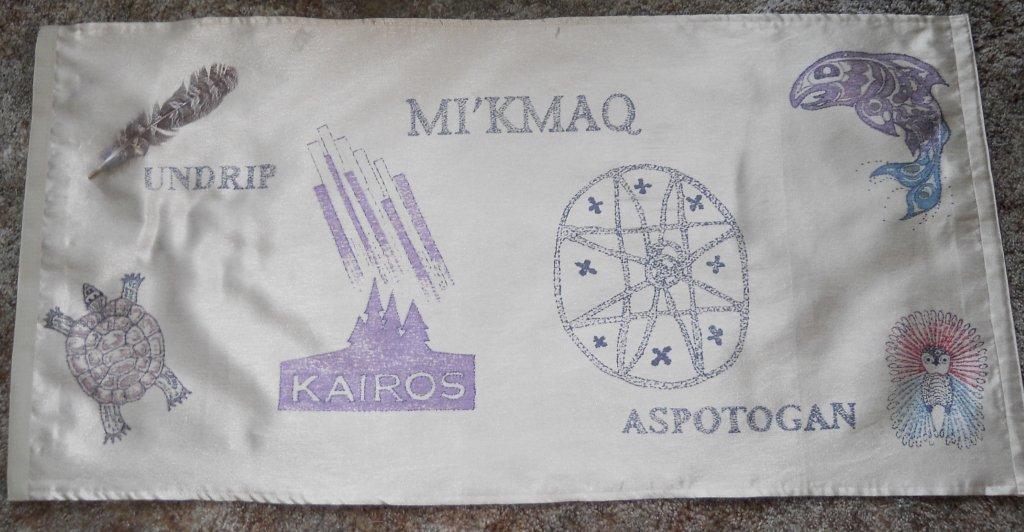 MI'KMAQ
UNDRIP
KAIROS
ASPOTOGAN